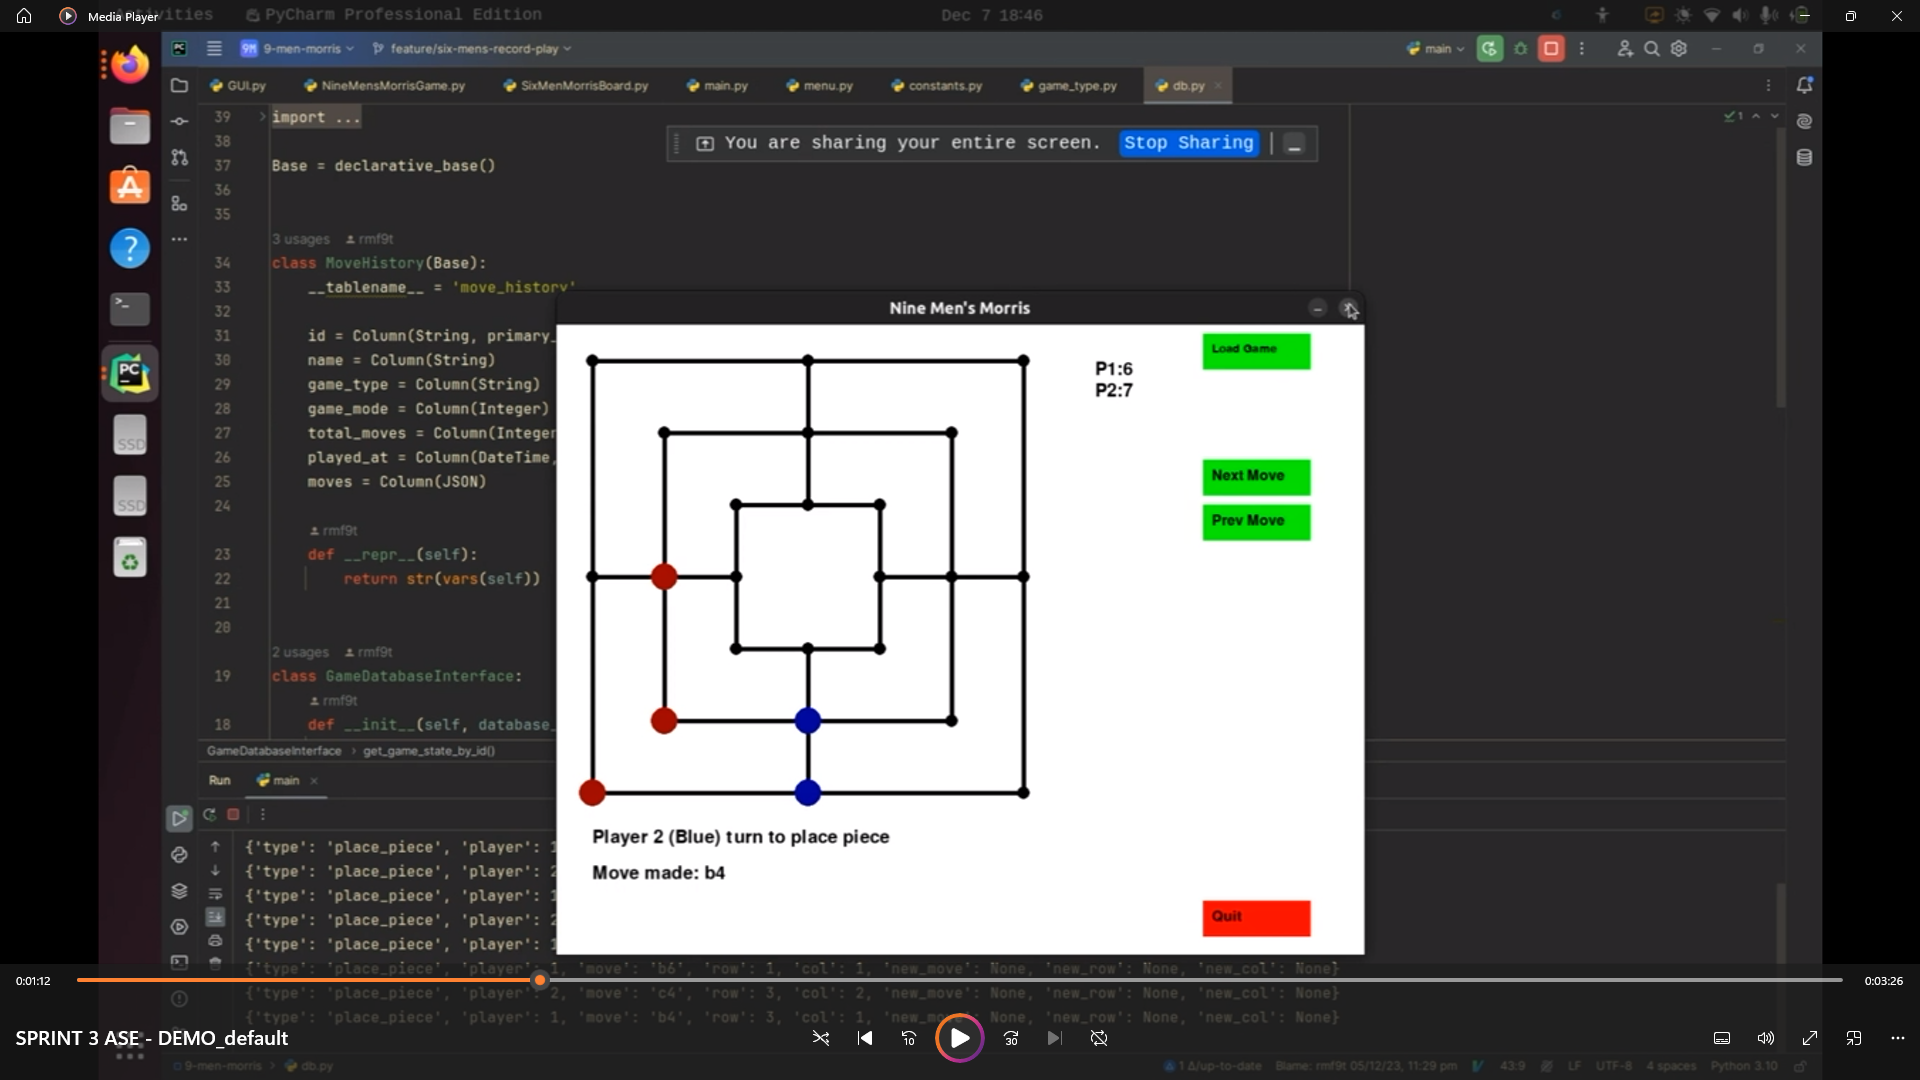 Media Player
Activities
PyCharm Professional Edition
Dec 7 18:46
9M 9-men-morris
feature/six-mens-record-play
main
GUI.py
NineMensMorrisGame.py
SixMenMorrisBoard.py
main.py
menu.py
constants.py
game_type.py
db.py
39 import ...
1
You are sharing your entire screen. Stop Sharing
38
37 Base = declarative_base()
36
35
3 usages rmf9t
34 class MoveHistory(Base):
33 __tablename__ = 'move_history'
32
31 id = Column(String, primary_
30 name = Column(String)
29 game_type = Column(String)
28 game_mode = Column(Integer)
27 total_moves = Column(Integer
26 played_at = Column(DateTime,
25 moves = Column(JSON)
24
rmf9t
23 def __repr__(self):
22 return str(vars(self))
21
20
2 usages rmf9t
19 class GameDatabaseInterface:
rmf9t
18 def __init__(self, database_
GameDatabaseInterface > get_game_state_by_id()
Nine Men's Morris
Load Game
P1:6
P2:7
Next Move
Prev Move
Player 2 (Blue) turn to place piece
Move made: b4
Quit
PC
SSD
SSD
Run main
{'type': 'place_piece', 'player': 1
{'type': 'place_piece', 'player': 2
{'type': 'place_piece', 'player': 1
{'type': 'place_piece', 'player': 2
{'type': 'place_piece', 'player': 1
{'type': 'place_piece', 'player': 1, 'move': 'b6', 'row': 1, 'col': 1, 'new_move': None, 'new_row': None, 'new_col': None}
{'type': 'place_piece', 'player': 2, 'move': 'c4', 'row': 3, 'col': 2, 'new_move': None, 'new_row': None, 'new_col': None}
{'type': 'place_piece', 'player': 1, 'move': 'b4', 'row': 3, 'col': 1, 'new_move': None, 'new_row': None, 'new_col': None}
0:01:12
0:03:26
SPRINT 3 ASE - DEMO_default
10
30
9-men-morris > db.py
1 Δ/up-to-date
Blame: rmf9t 05/12/23, 11:29 pm
43:9
LF
UTF-8
4 spaces
Python 3.10